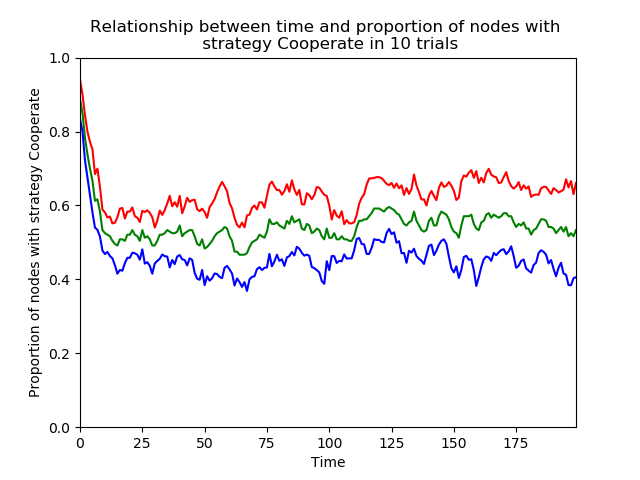 Relationship between time and proportion of nodes with
strategy Cooperate in 10 trials
Proportion of nodes with strategy Cooperate
1.0
0.8
0.6
0.4
0.2
0.0
0 25 50 75 100 125 150 175
Time